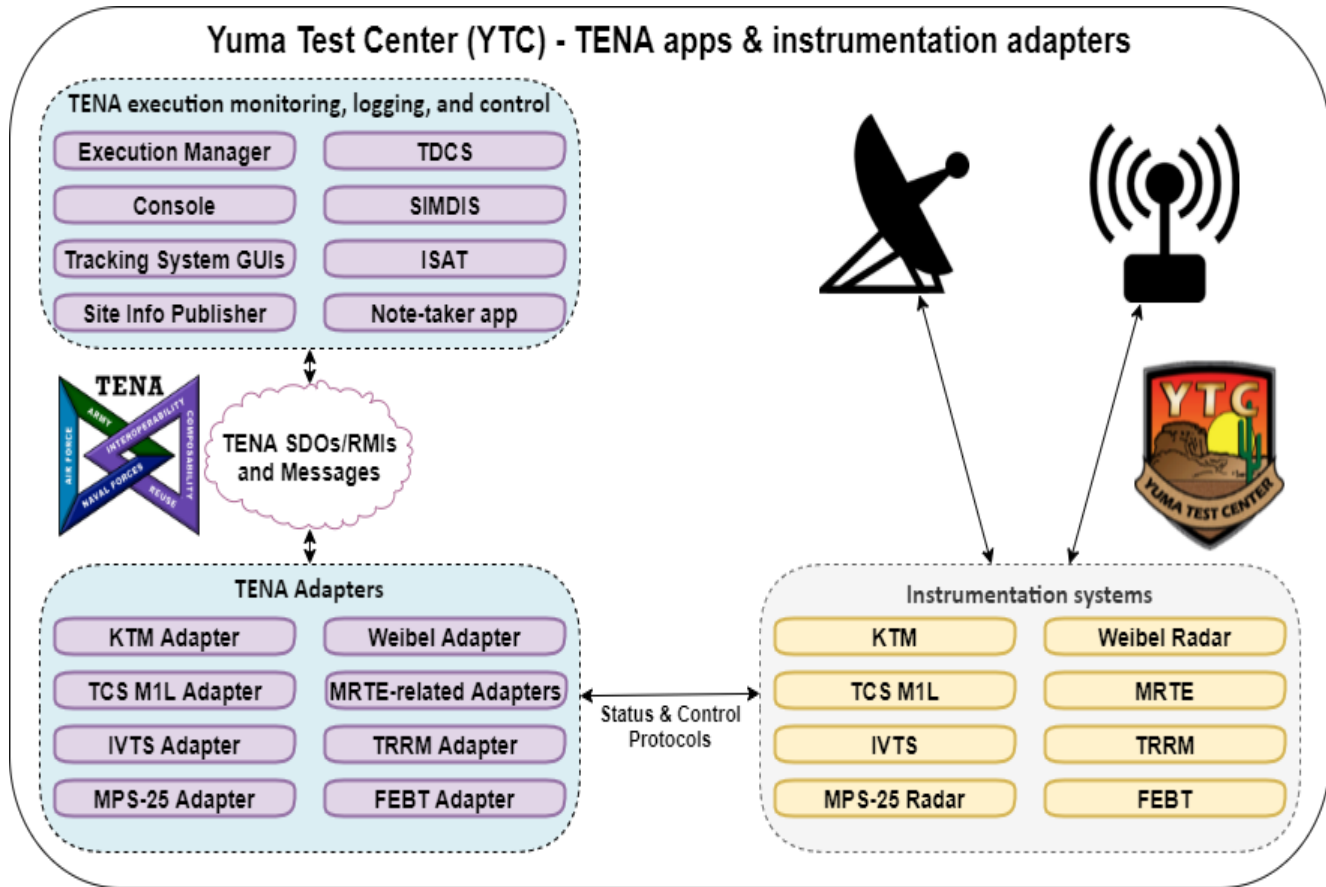 Yuma Test Center (YTC) - TENA apps & instrumentation adapters
TENA execution monitoring, logging, and control
Execution Manager
TDCS
Console
SIMDIS
Tracking System GUIs
ISAT
Site Info Publisher
Note-taker app
TENA
AIR FORCE
ARMY
INTEROPERABILITY
COMPOSABILITY
NAVAL FORCES
REUSE
TENA SDOs/RMIs
and Messages
YTC
YUMA TEST CENTER
TENA Adapters
KTM Adapter
Weibel Adapter
TCS M1L Adapter
MRTE-related Adapters
IVTS Adapter
TRRM Adapter
MPS-25 Adapter
FEBT Adapter
Status & Control
Protocols
Instrumentation systems
KTM
Weibel Radar
TCS M1L
MRTE
IVTS
TRRM
MPS-25 Radar
FEBT